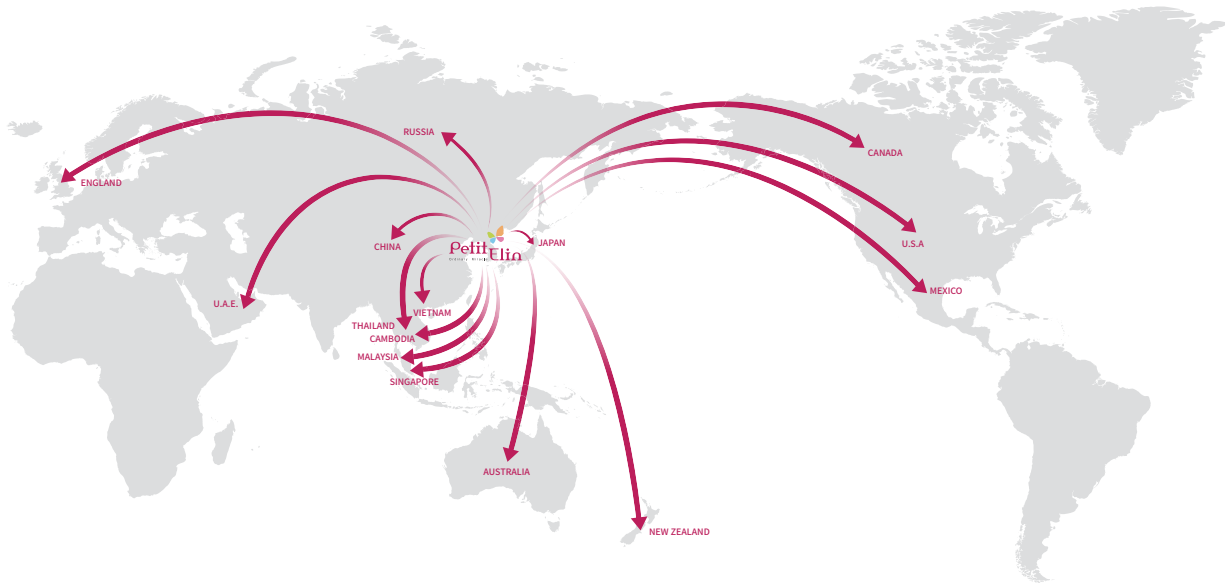 RUSSIA
CANADA
ENGLAND
CHINA
Petit Elin
JAPAN
U.S.A
U.A.E.
MEXICO
VIETNAM
THAILAND
CAMBODIA
MALAYSIA
SINGAPORE
AUSTRALIA
NEW ZEALAND